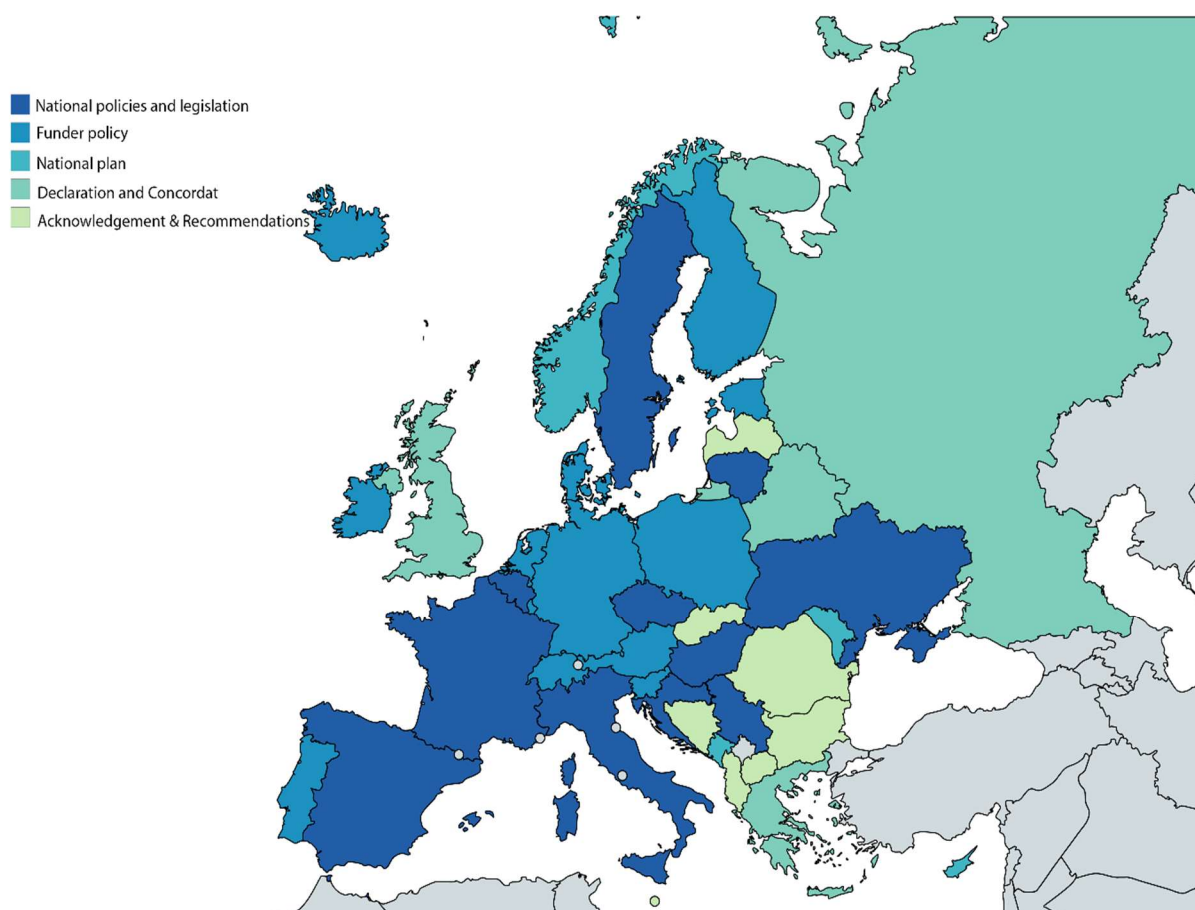 National policies and legislation
Funder policy
National plan
Declaration and Concordat
Acknowledgement & Recommendations